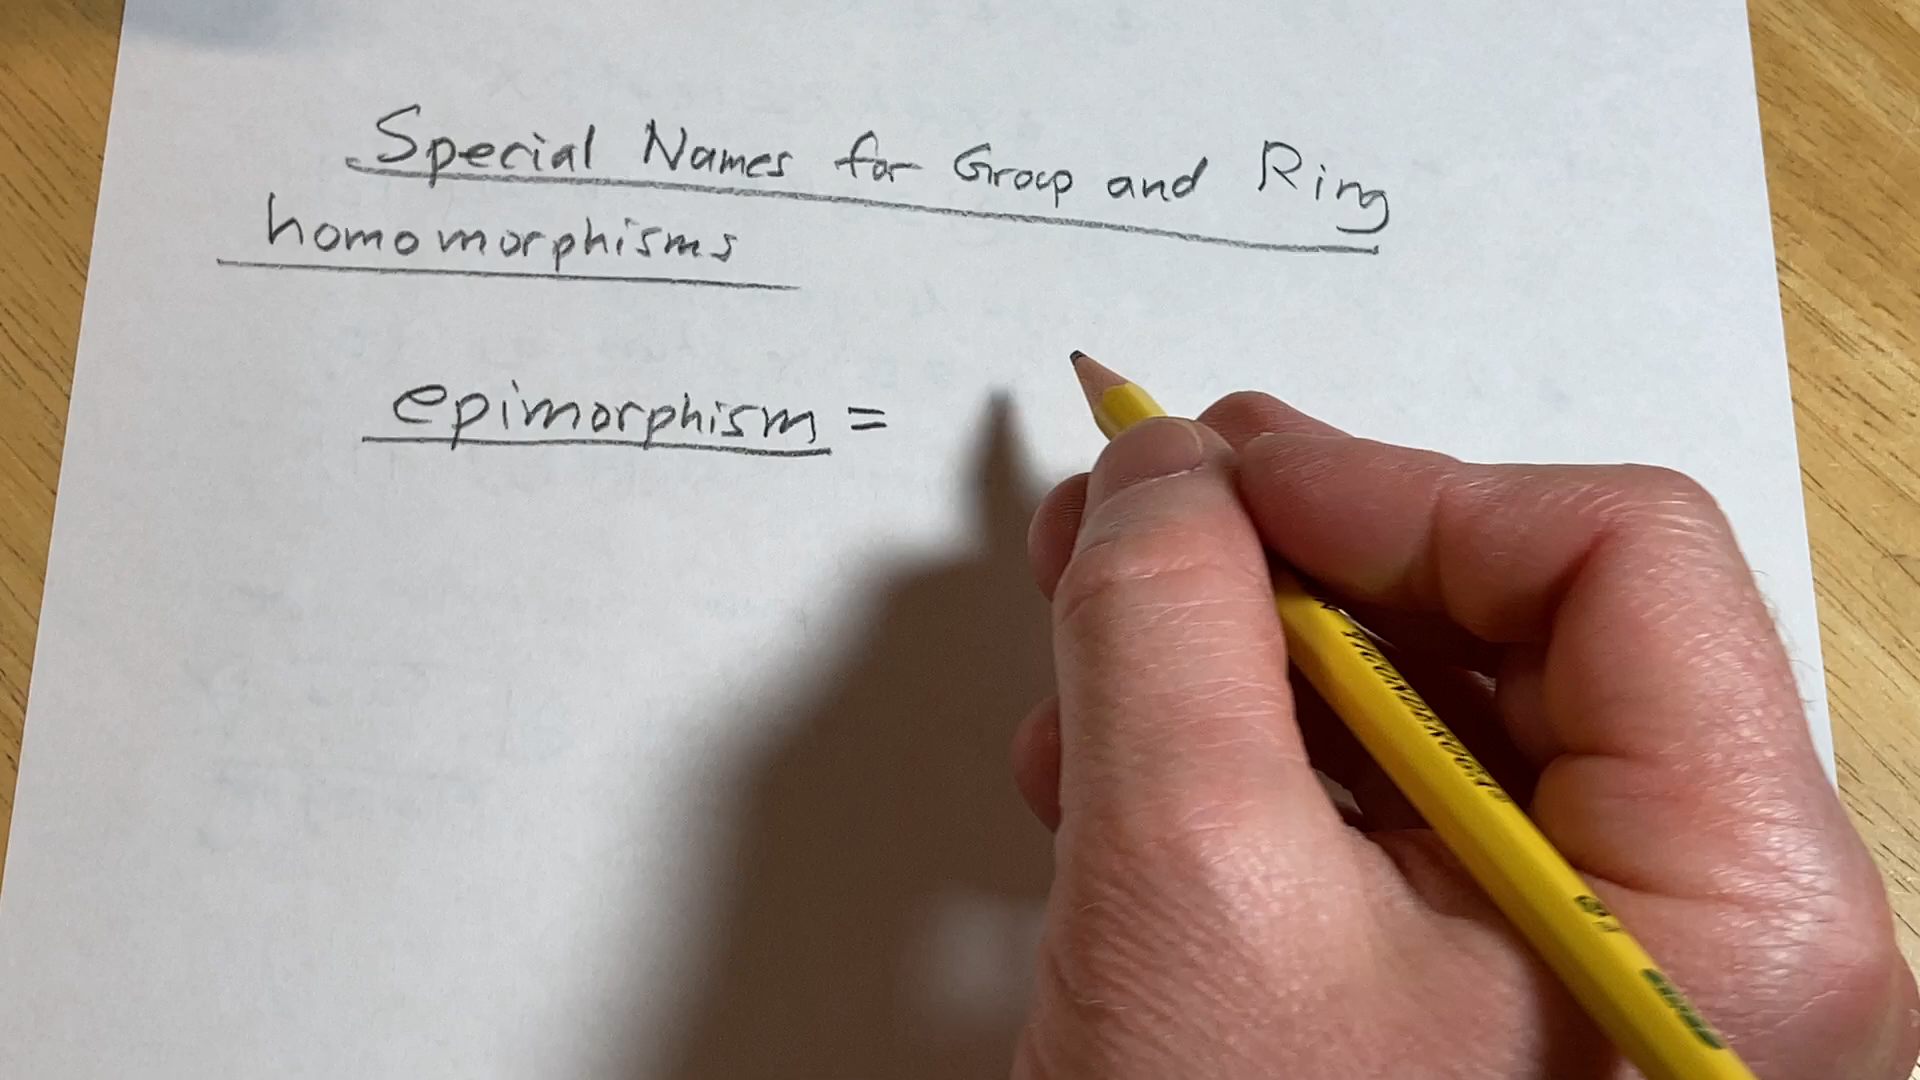 Special Names for Group and Ring
homomorphisms
epimorphism =